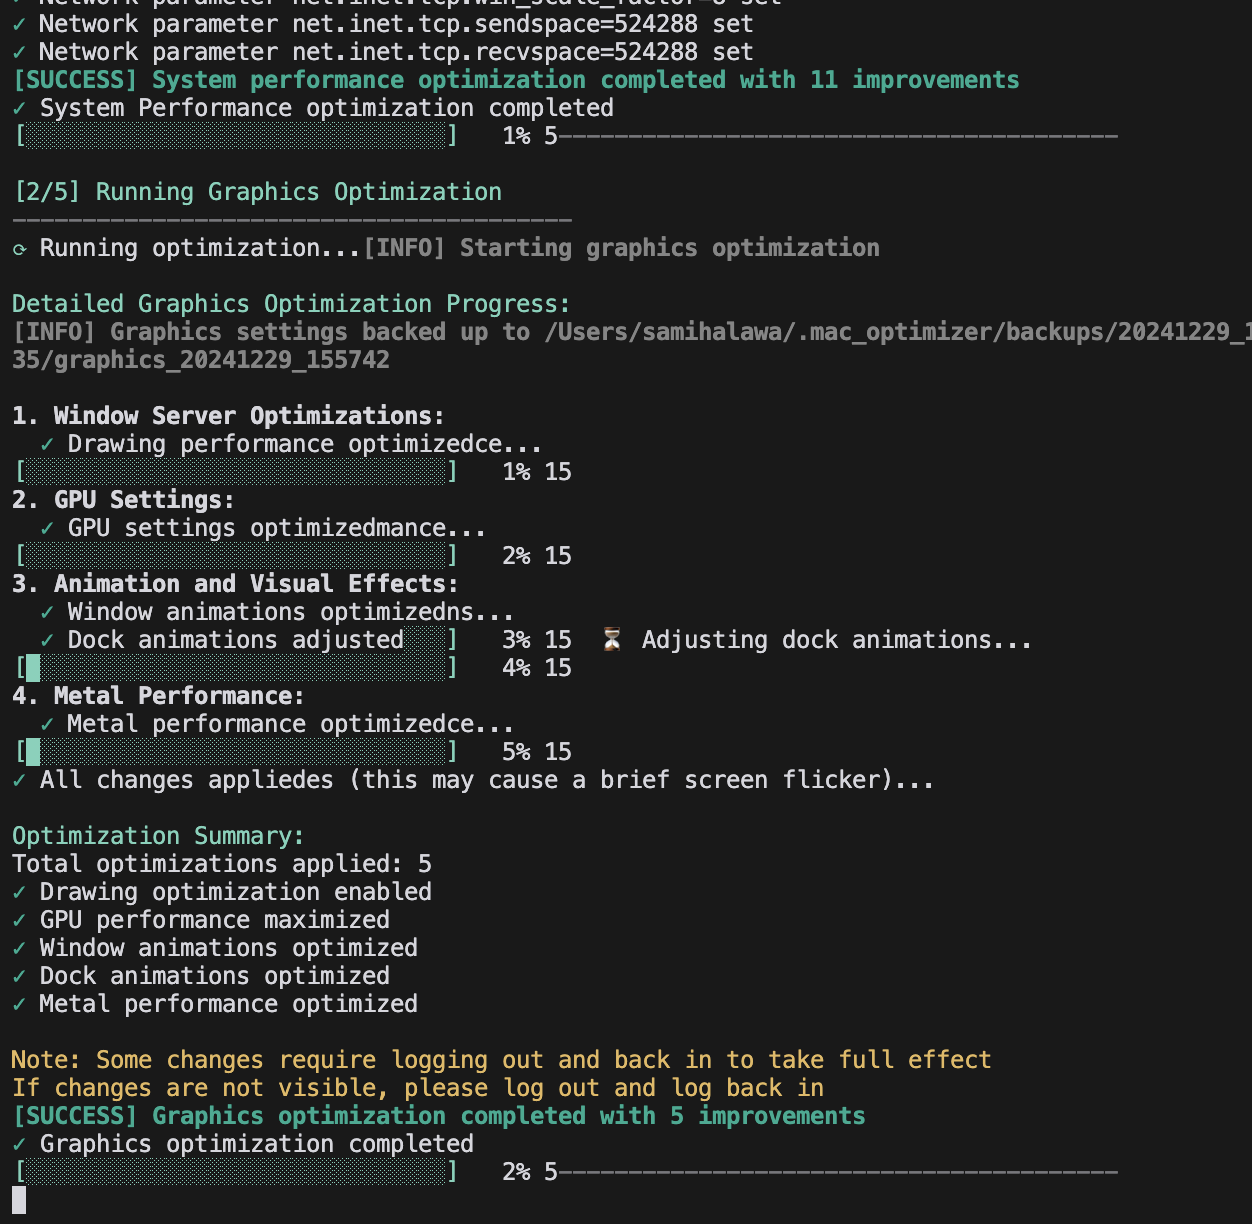 ✓ Network parameter net.inet.tcp.win_scale_factor=8 set
✓ Network parameter net.inet.tcp.sendspace=524288 set
✓ Network parameter net.inet.tcp.recvspace=524288 set
[SUCCESS] System performance optimization completed with 11 improvements
✓ System Performance optimization completed
[░░░░░░░░░░░░░░░░░░░░░░░░░░░░░░]   1% 5────────────────────────────────────────
[2/5] Running Graphics Optimization
────────────────────────────────────────
⟳ Running optimization...[INFO] Starting graphics optimization
Detailed Graphics Optimization Progress:
[INFO] Graphics settings backed up to /Users/samihalawa/.mac_optimizer/backups/20241229_1
35/graphics_20241229_155742
1. Window Server Optimizations:
✓ Drawing performance optimizedce...
[░░░░░░░░░░░░░░░░░░░░░░░░░░░░░░]   1% 15
2. GPU Settings:
✓ GPU settings optimizedmance...
[░░░░░░░░░░░░░░░░░░░░░░░░░░░░░░]   2% 15
3. Animation and Visual Effects:
✓ Window animations optimizedns...
✓ Dock animations adjusted░░░]   3% 15  ⏳ Adjusting dock animations...
[█░░░░░░░░░░░░░░░░░░░░░░░░░░░░░]   4% 15
4. Metal Performance:
✓ Metal performance optimizedce...
[█░░░░░░░░░░░░░░░░░░░░░░░░░░░░░]   5% 15
✓ All changes appliedes (this may cause a brief screen flicker)...
Optimization Summary:
Total optimizations applied: 5
✓ Drawing optimization enabled
✓ GPU performance maximized
✓ Window animations optimized
✓ Dock animations optimized
✓ Metal performance optimized
Note: Some changes require logging out and back in to take full effect
If changes are not visible, please log out and log back in
[SUCCESS] Graphics optimization completed with 5 improvements
✓ Graphics optimization completed
[░░░░░░░░░░░░░░░░░░░░░░░░░░░░░░]   2% 5────────────────────────────────────────